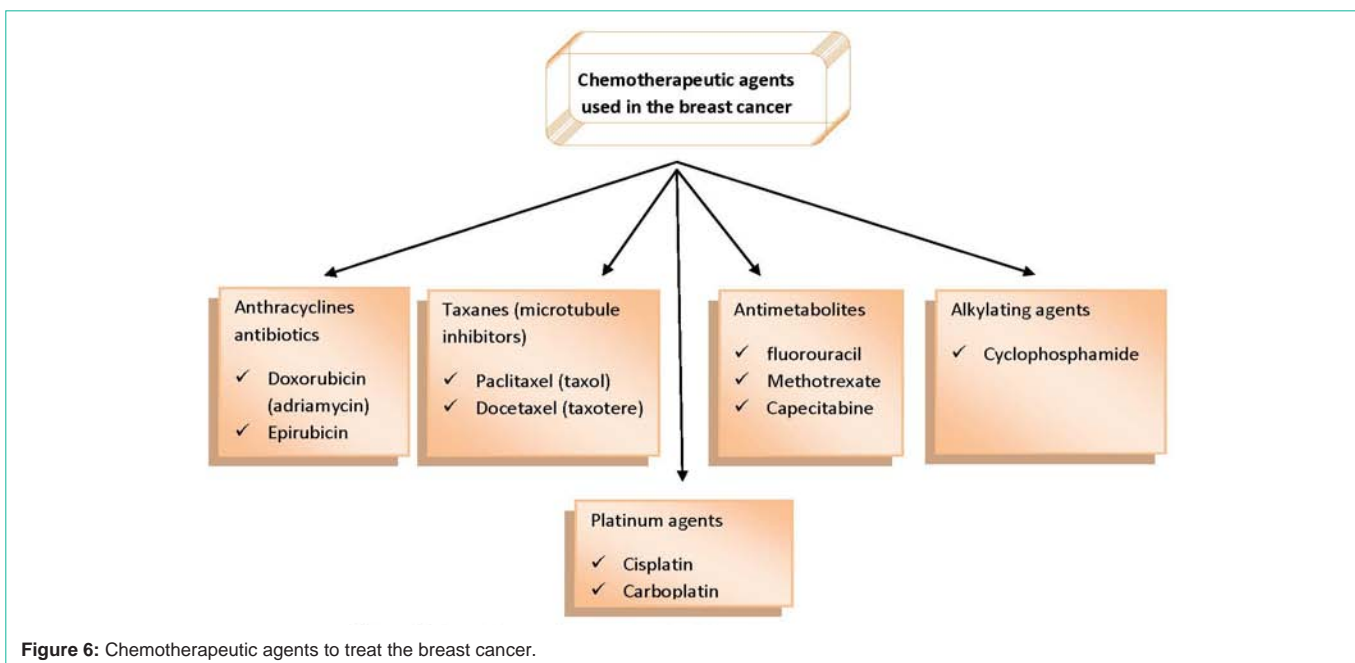 Chemotherapeutic agents
used in the breast cancer
Anthracyclines
antibiotics
✓ Doxorubicin
(adriamycin)
✓ Epirubicin
Taxanes (microtubule
inhibitors)
✓ Paclitaxel (taxol)
✓ Docetaxel (taxotere)
Antimetabolites
✓ fluorouracil
✓ Methotrexate
✓ Capecitabine
Alkylating agents
✓ Cyclophosphamide
Platinum agents
✓ Cisplatin
✓ Carboplatin
Figure 6: Chemotherapeutic agents to treat the breast cancer.